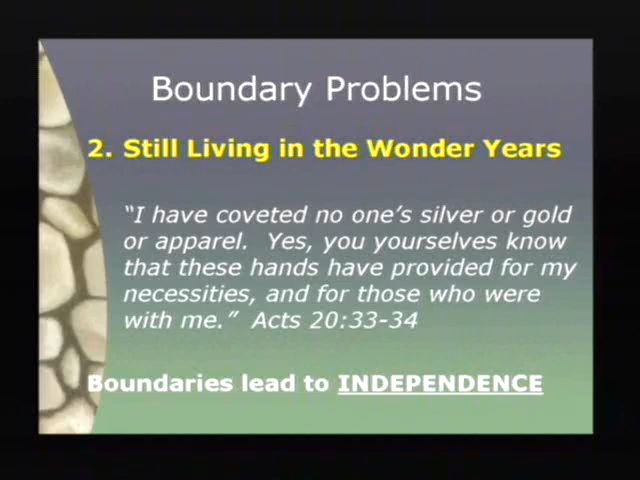 Boundary Problems
2. Still Living in the Wonder Years
“I have coveted no one’s silver or gold
or apparel. Yes, you yourselves know
that these hands have provided for my
necessities, and for those who were
with me.” Acts 20:33-34
Boundaries lead to INDEPENDENCE